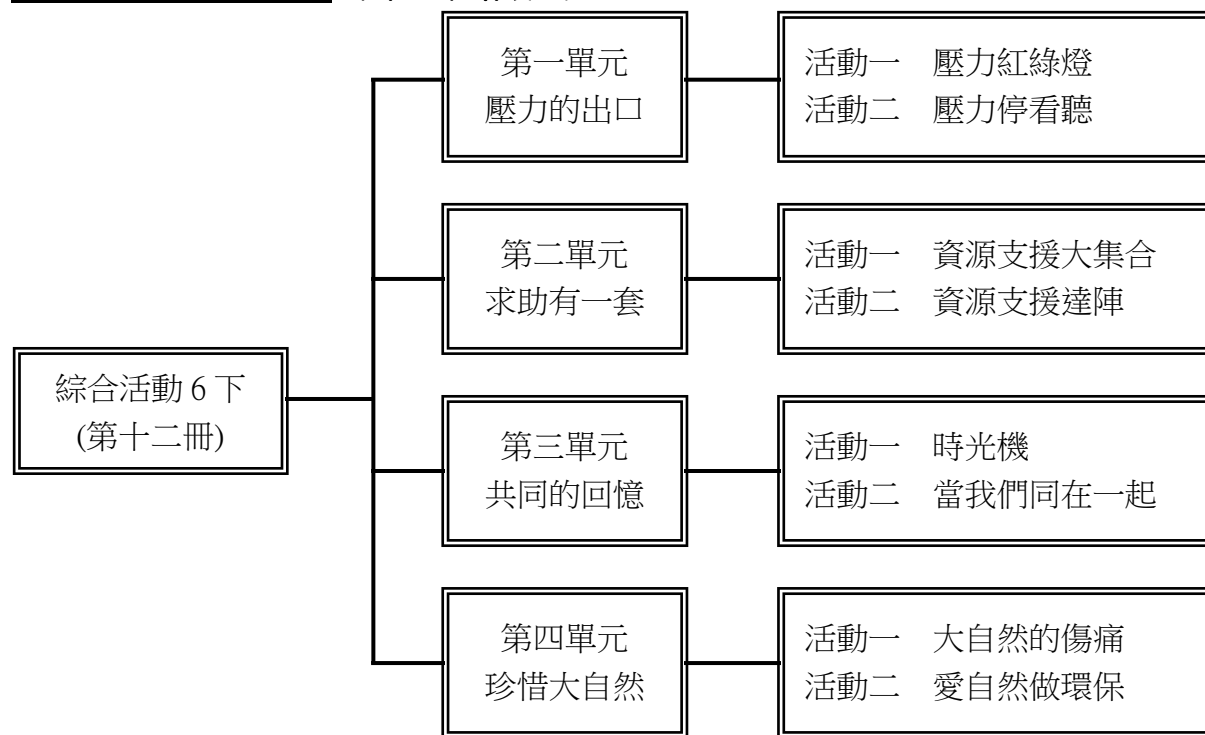 第一單元
壓力的出口
活動一　壓力紅綠燈
活動二　壓力停看聽
第二單元
求助有一套
活動一　資源支援大集合
活動二　資源支援達陣
綜合活動 6 下
(第十二冊)
第三單元
共同的回憶
活動一　時光機
活動二　當我們同在一起
第四單元
珍惜大自然
活動一　大自然的傷痛
活動二　愛自然做環保